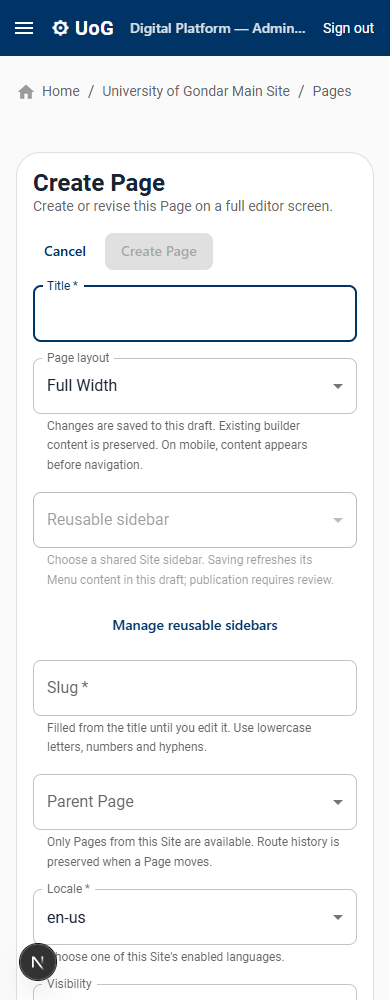 UoG Digital Platform — Admin... Sign out
Home / University of Gondar Main Site / Pages
Create Page
Create or revise this Page on a full editor screen.
Cancel Create Page
Title *
Page layout
Full Width
Changes are saved to this draft. Existing builder
content is preserved. On mobile, content appears
before navigation.
Reusable sidebar
Choose a shared Site sidebar. Saving refreshes its
Menu content in this draft; publication requires review.
Manage reusable sidebars
Slug *
Filled from the title until you edit it. Use lowercase
letters, numbers and hyphens.
Parent Page
Only Pages from this Site are available. Route history is
preserved when a Page moves.
Locale *
en-us
N
hoose one of this Site's enabled languages.
Visibility